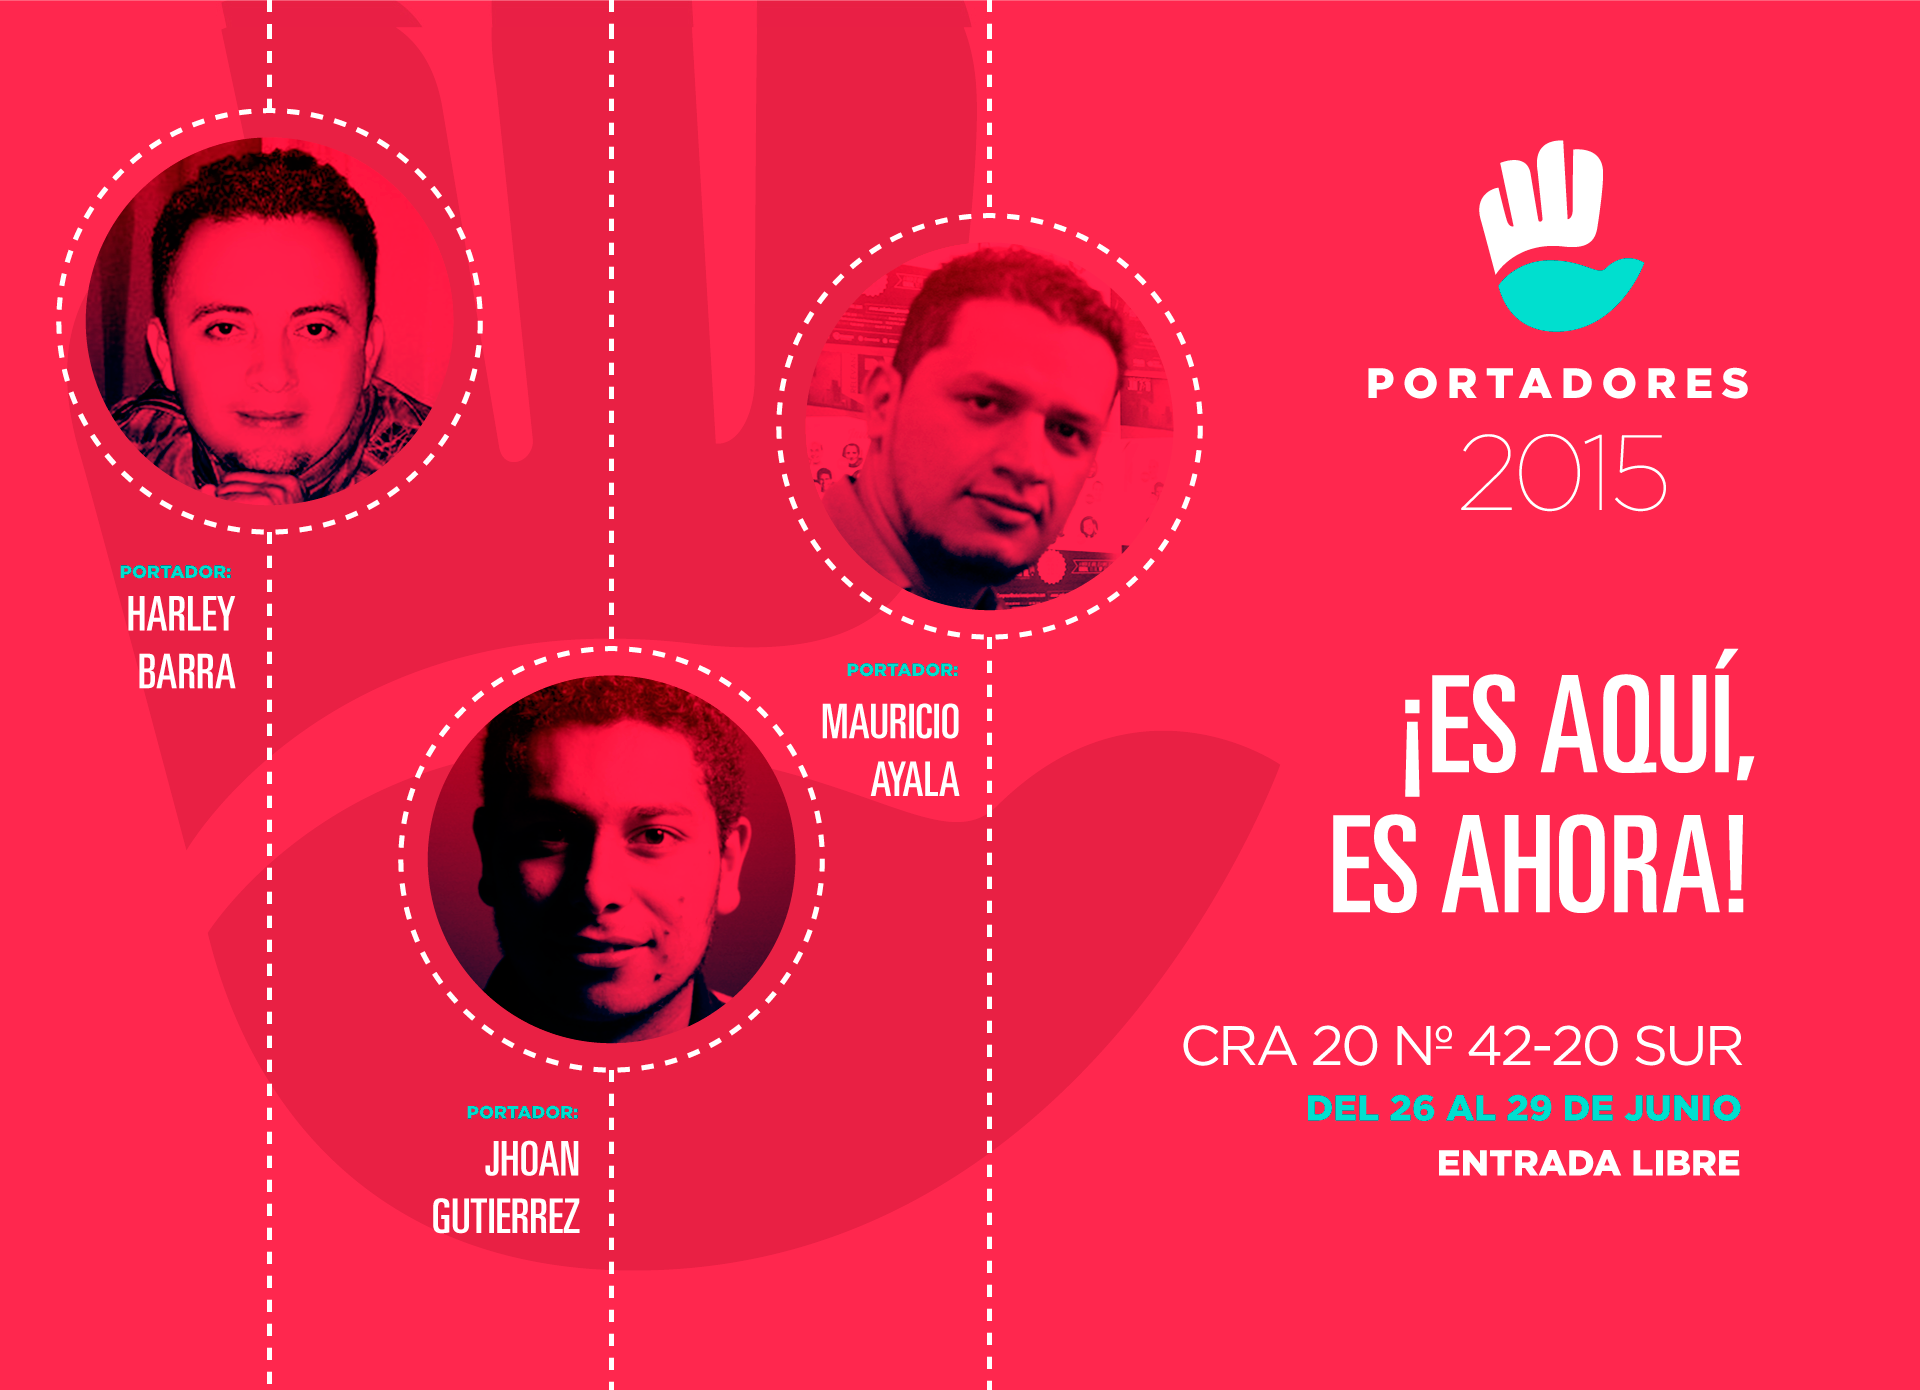 PORTADOR:
HARLEY
BARRA
PORTADOR:
JHOAN
GUTIERREZ
PORTADOR:
MAURICIO
AYALA
PORTADORES
2015
¡ES AQUÍ,
ES AHORA!
CRA 20 Nº 42-20 SUR
DEL 26 AL 29 DE JUNIO
ENTRADA LIBRE